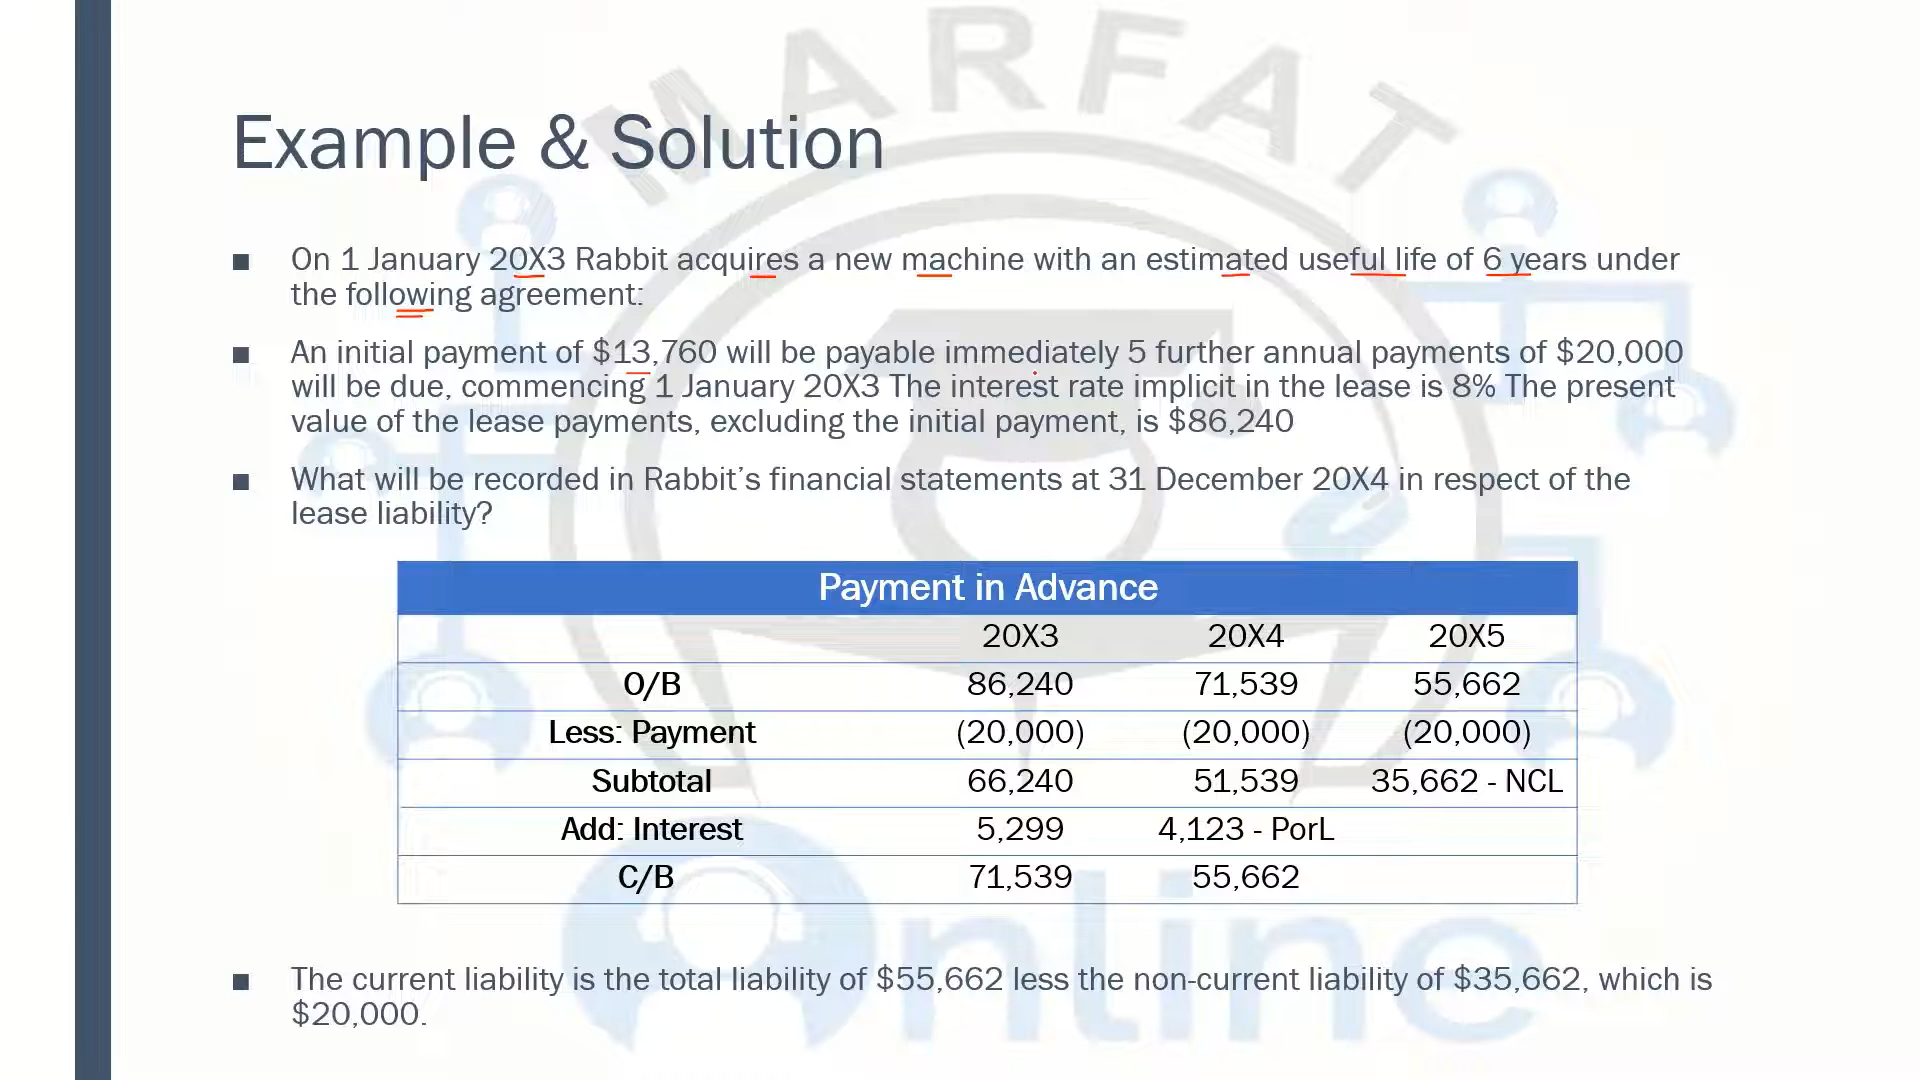 MARFAT
Example & Solution
■ On 1 January 20X3 Rabbit acquires a new machine with an estimated useful life of 6 years under
the following agreement:
■ An initial payment of $13,760 will be payable immediately 5 further annual payments of $20,000
will be due, commencing 1 January 20X3 The interest rate implicit in the lease is 8% The present
value of the lease payments, excluding the initial payment, is $86,240
■ What will be recorded in Rabbit’s financial statements at 31 December 20X4 in respect of the
lease liability?
Payment in Advance
20X3 20X4 20X5
O/B 86,240 71,539 55,662
Less: Payment (20,000) (20,000) (20,000)
Subtotal 66,240 51,539 35,662 - NCL
Add: Interest 5,299 4,123 - PorL
C/B 71,539 55,662
Online
■ The current liability is the total liability of $55,662 less the non-current liability of $35,662, which is
$20,000.